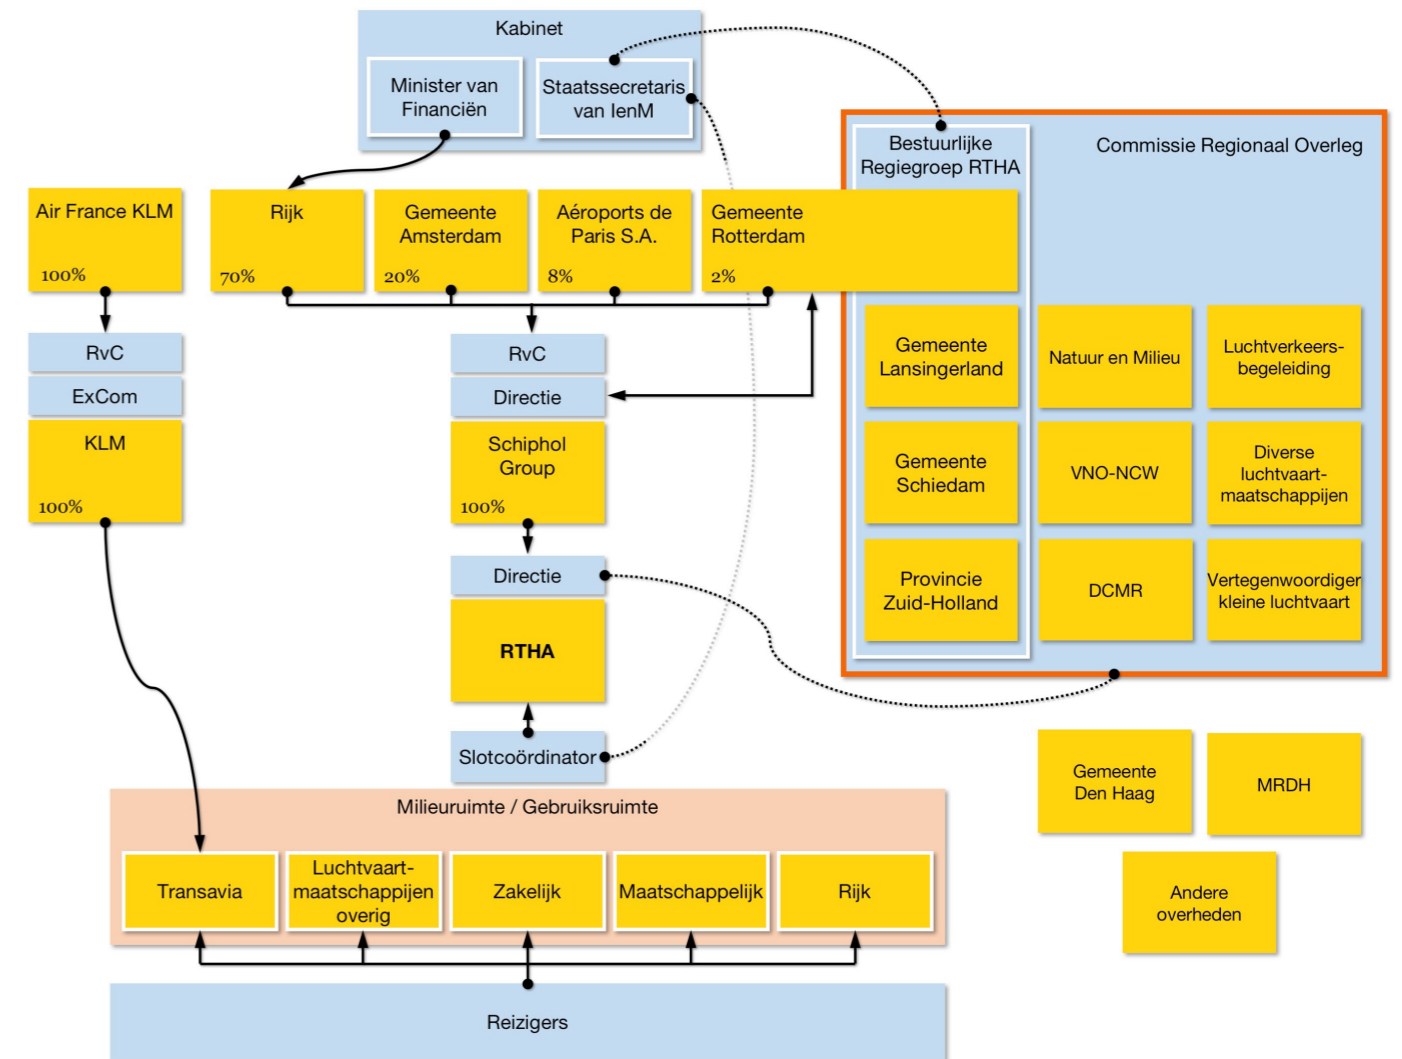 Kabinet
Minister van
Financiën
Staatssecretaris
van IenM
Bestuurlijke
Regiegroep RTHA
Commissie Regionaal Overleg
Air France KLM
100%
Rijk
70%
Gemeente
Amsterdam
20%
Aéroports de
Paris S.A.
8%
Gemeente
Rotterdam
2%
RvC
ExCom
KLM
100%
RvC
Directie
Schiphol
Group
100%
Directie
RTHA
Slotcoördinator
Gemeente
Lansingerland
Natuur en Milieu
Luchtverkeers-
begeleiding
Gemeente
Schiedam
VNO-NCW
Diverse
luchtvaart-
maatschappijen
Provincie
Zuid-Holland
DCMR
Vertegenwoordiger
kleine luchtvaart
Gemeente
Den Haag
MRDH
Andere
overheden
Milieuruimte / Gebruiksruimte
Transavia
Luchtvaart-
maatschappijen
overig
Zakelijk
Maatschappelijk
Rijk
Reizigers